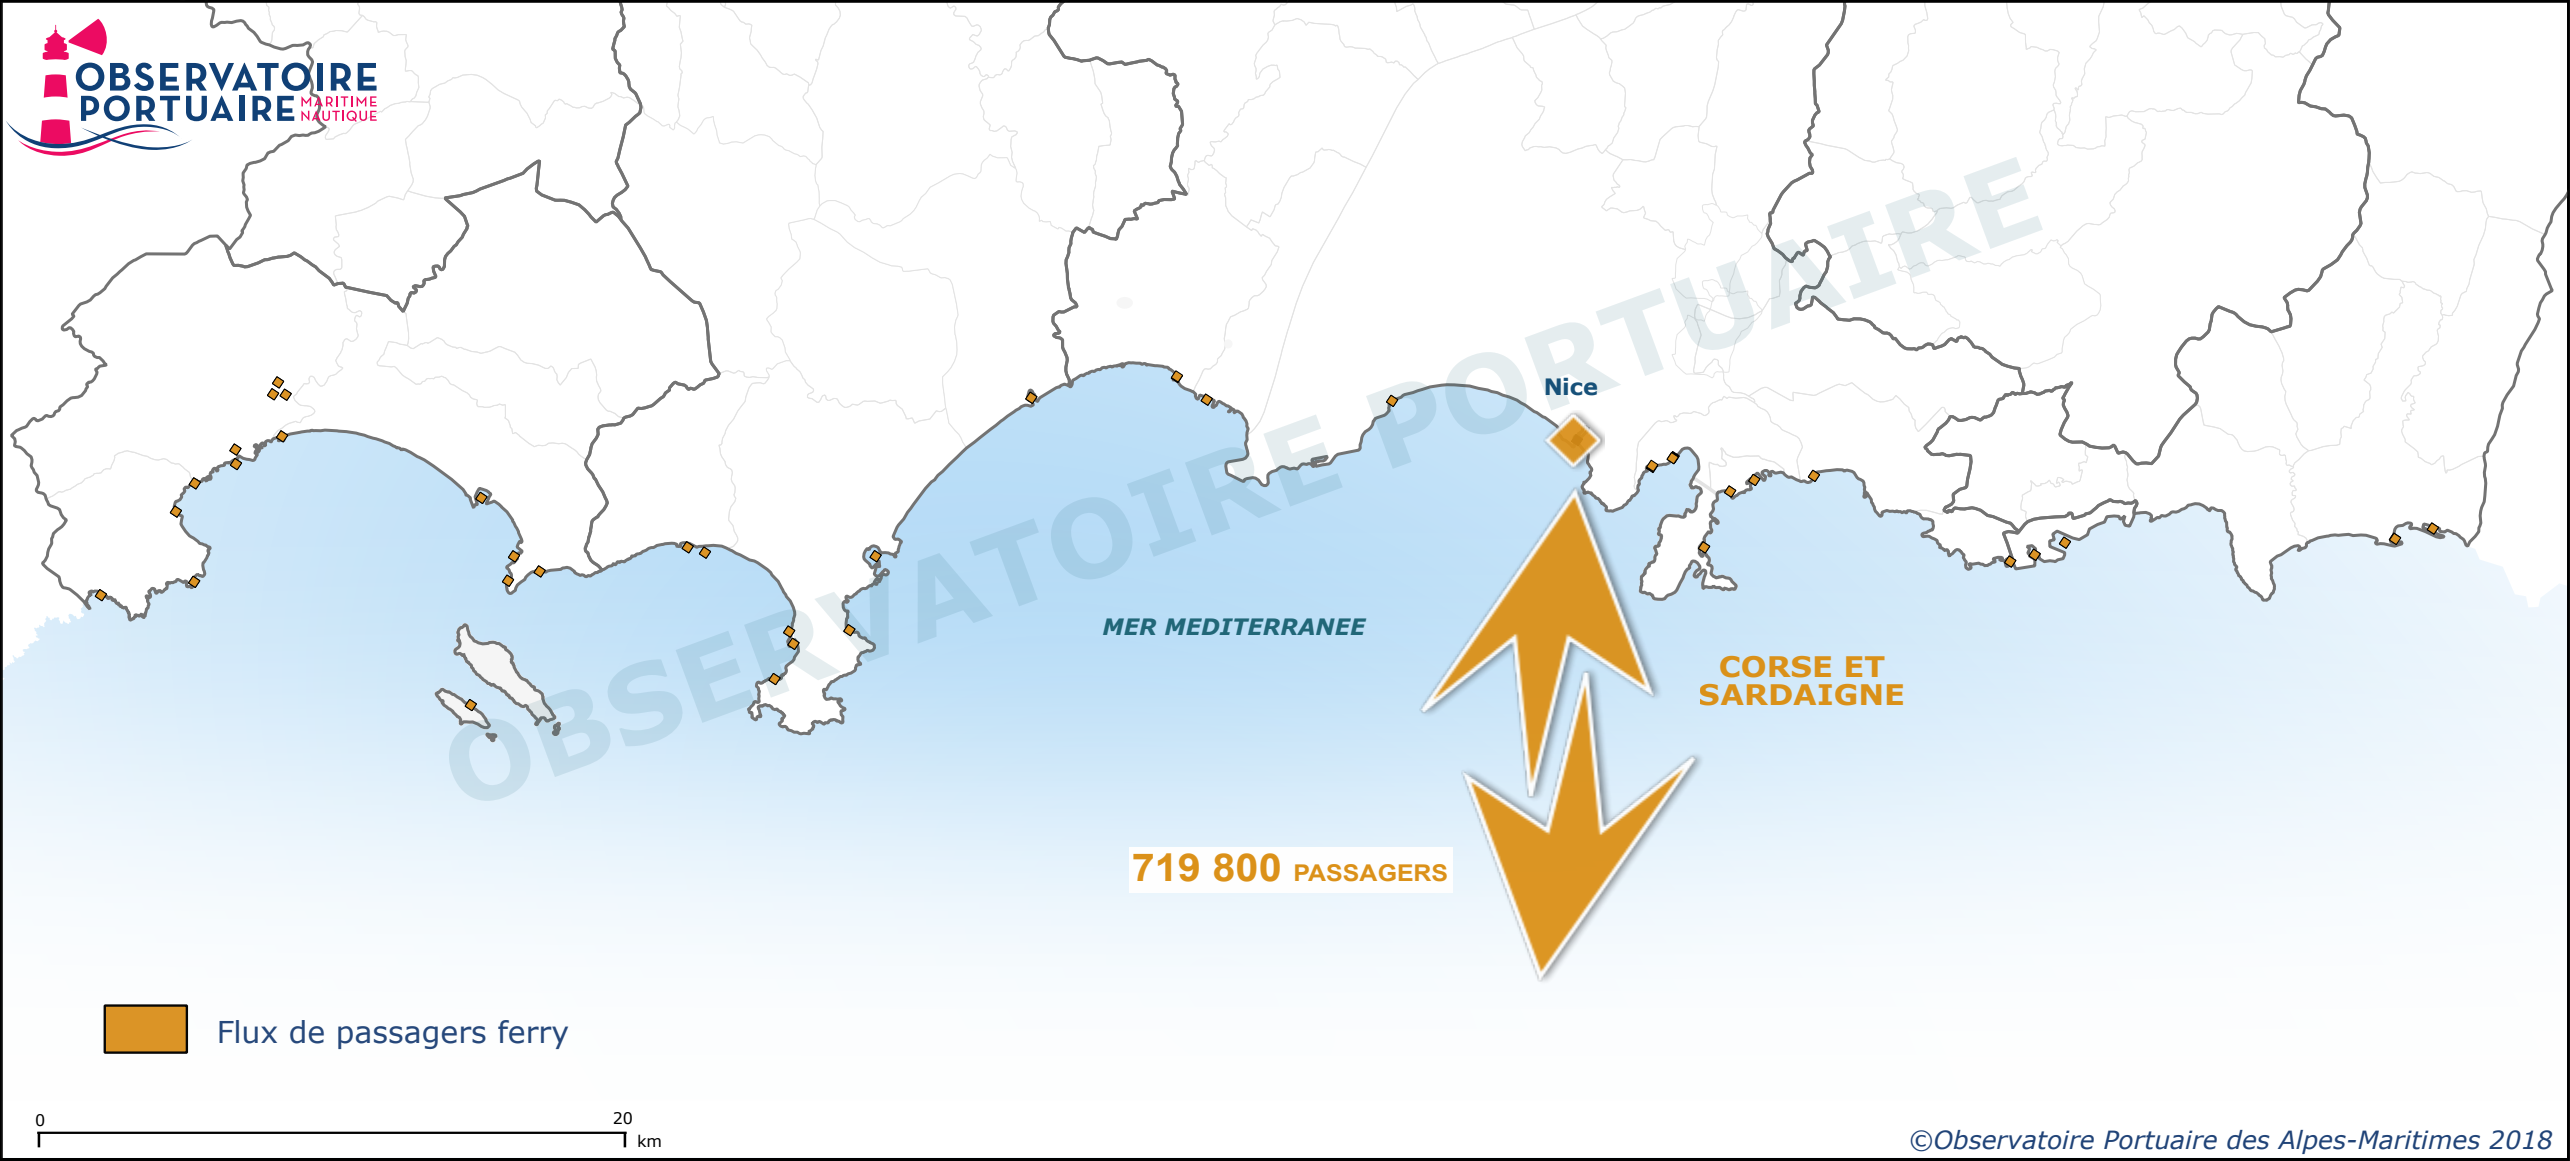 OBSERVATOIRE
PORTUAIRE MARITIME
NAUTIQUE
OBSERVATOIRE PORTUAIRE
Nice
MER MEDITERRANEE
CORSE ET
SARDAIGNE
719 800 PASSAGERS
Flux de passagers ferry
0 20
km
©Observatoire Portuaire des Alpes-Maritimes 2018